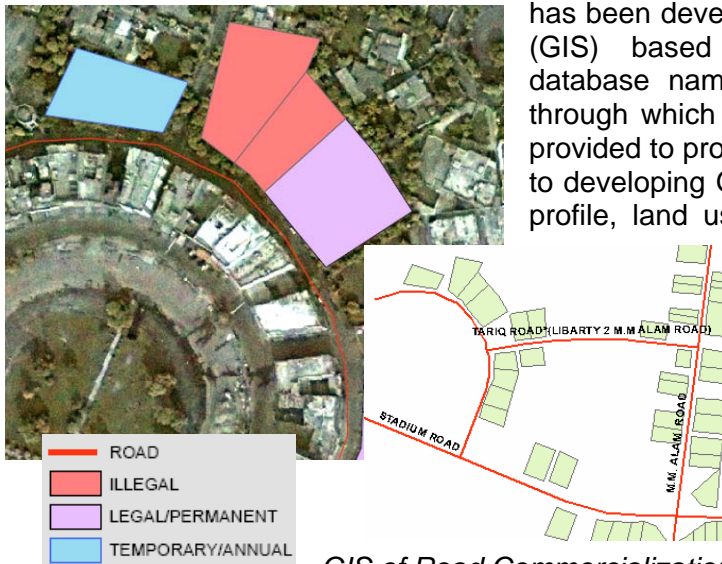 has been deve
(GIS) based
database nam
through which
provided to pro
to developing
profile, land us
TARIQ ROAD*(LIBARTY 2 M.M ALAM ROAD)
STADIUM ROAD
M.M. ALAM ROAD
ROAD
ILLEGAL
LEGAL/PERMANENT
TEMPORARY/ANNUAL
GIS of Road Commercialization